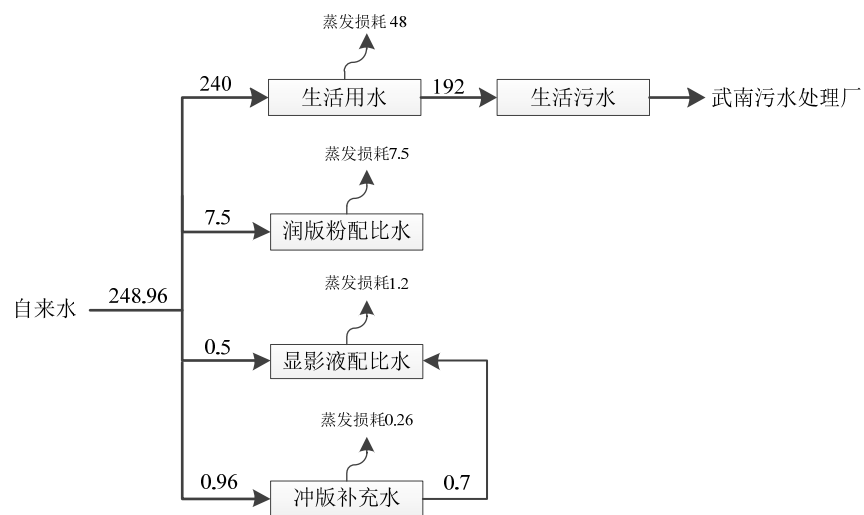 蒸发损耗 48
240
生活用水
192
生活污水
武南污水处理厂
蒸发损耗7.5
7.5
润版粉配比水
蒸发损耗1.2
自来水
248.96
0.5
显影液配比水
蒸发损耗0.26
0.96
冲版补充水
0.7